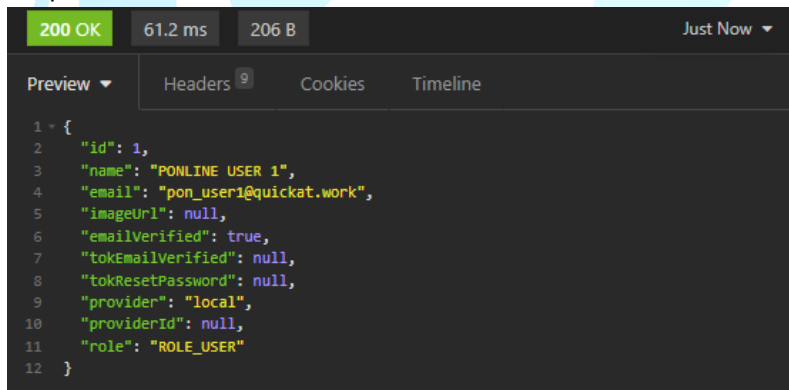 200 OK 61.2 ms 206 B Just Now
Preview Headers 9 Cookies Timeline
1 {
2 "id": 1,
3 "name": "PONLINE USER 1",
4 "email": "pon_user1@quickat.work",
5 "imageUrl": null,
6 "emailVerified": true,
7 "tokEmailVerified": null,
8 "tokResetPassword": null,
9 "provider": "local",
10 "providerId": null,
11 "role": "ROLE_USER"
12 }